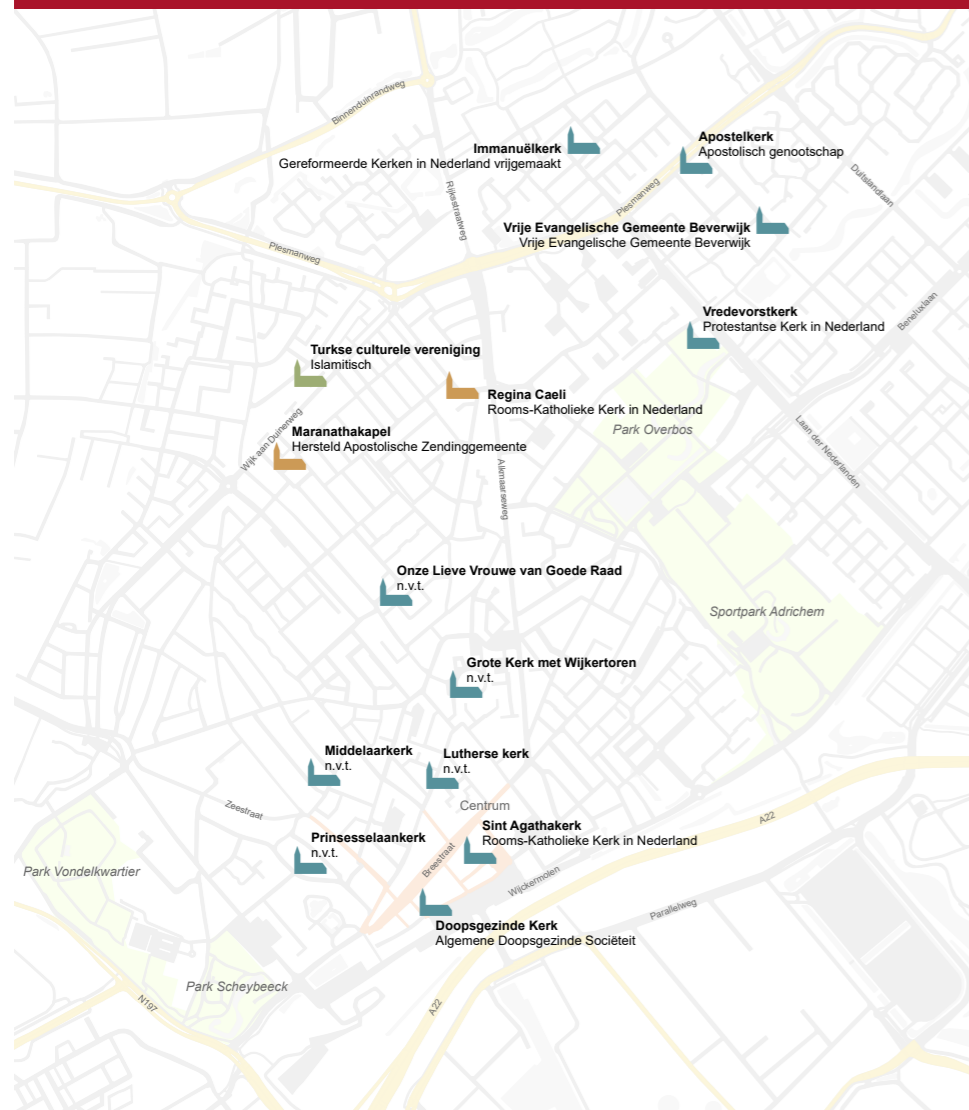 Binnenduinrandweg
Immanuëlkerk
Gereformeerde Kerken in Nederland vrijgemaakt
Apostelkerk
Apostolisch genootschap
Rijksstraatweg
Plesmanweg
Duitslandlaan
Vrije Evangelische Gemeente Beverwijk
Vrije Evangelische Gemeente Beverwijk
Plesmanweg
Beneluxlaan
Vredevorstkerk
Protestantse Kerk in Nederland
Turkse culturele vereniging
Islamitisch
Regina Caeli
Rooms-Katholieke Kerk in Nederland
Park Overbos
Wijk aan Duinerweg
Maranathakapel
Hersteld Apostolische Zendinggemeente
Laan der Nederlanden
Alkmaarseweg
Onze Lieve Vrouwe van Goede Raad
n.v.t.
Sportpark Adrichem
Grote Kerk met Wijkertoren
n.v.t.
Middelaarkerk
n.v.t.
Lutherse kerk
n.v.t.
Zeestraat
Centrum
A22
Prinsesselaankerk
n.v.t.
Breestraat
Sint Agathakerk
Rooms-Katholieke Kerk in Nederland
Park Vondelkwartier
Wijckermolen
Parallelweg
Doopsgezinde Kerk
Algemene Doopsgezinde Sociëteit
Park Scheybeeck
N197
A22